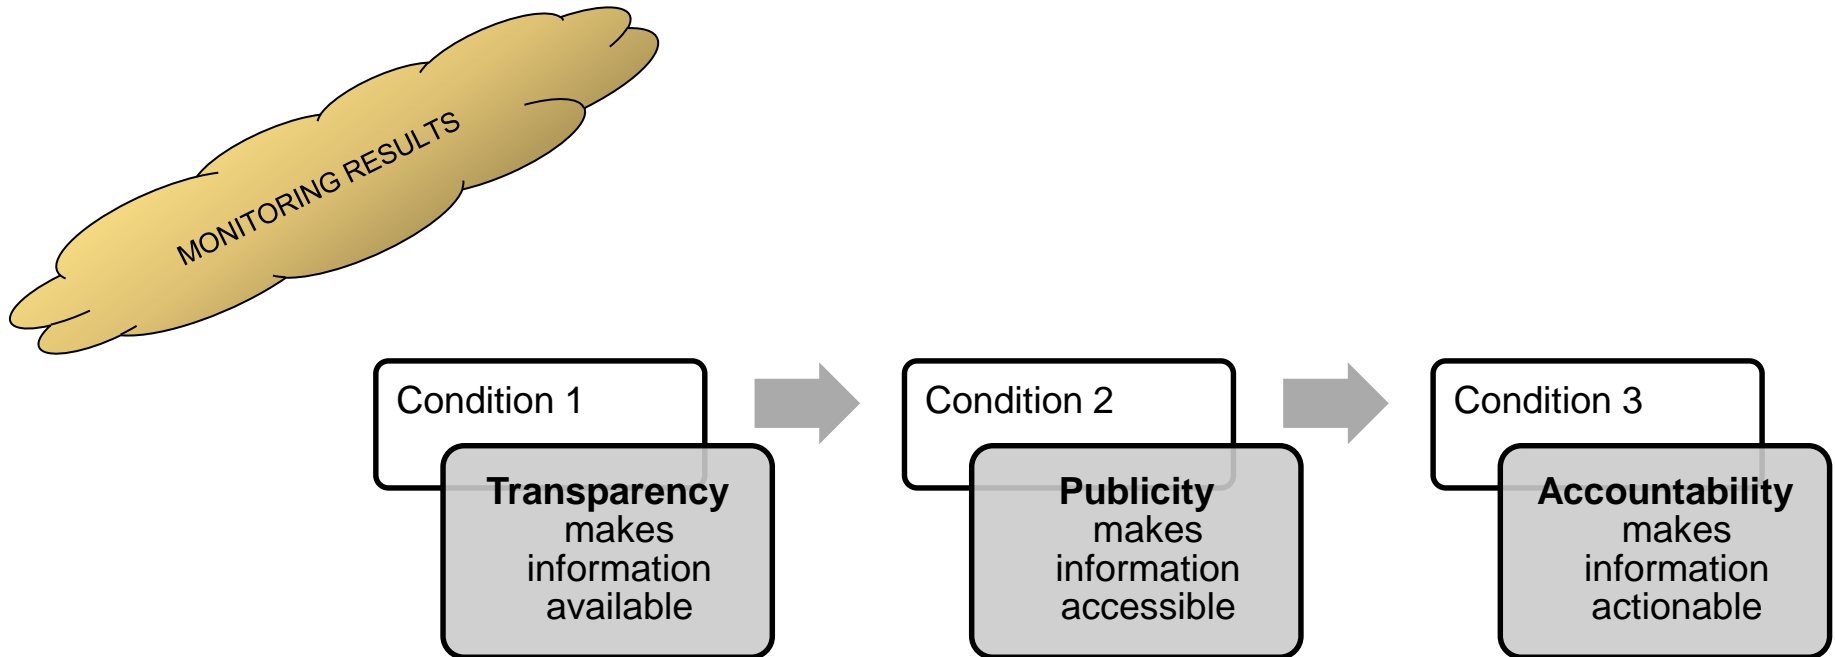 MONITORING RESULTS
Condition 1
Transparency
makes
information
available
Condition 2
Publicity
makes
information
accessible
Condition 3
Accountability
makes
information
actionable